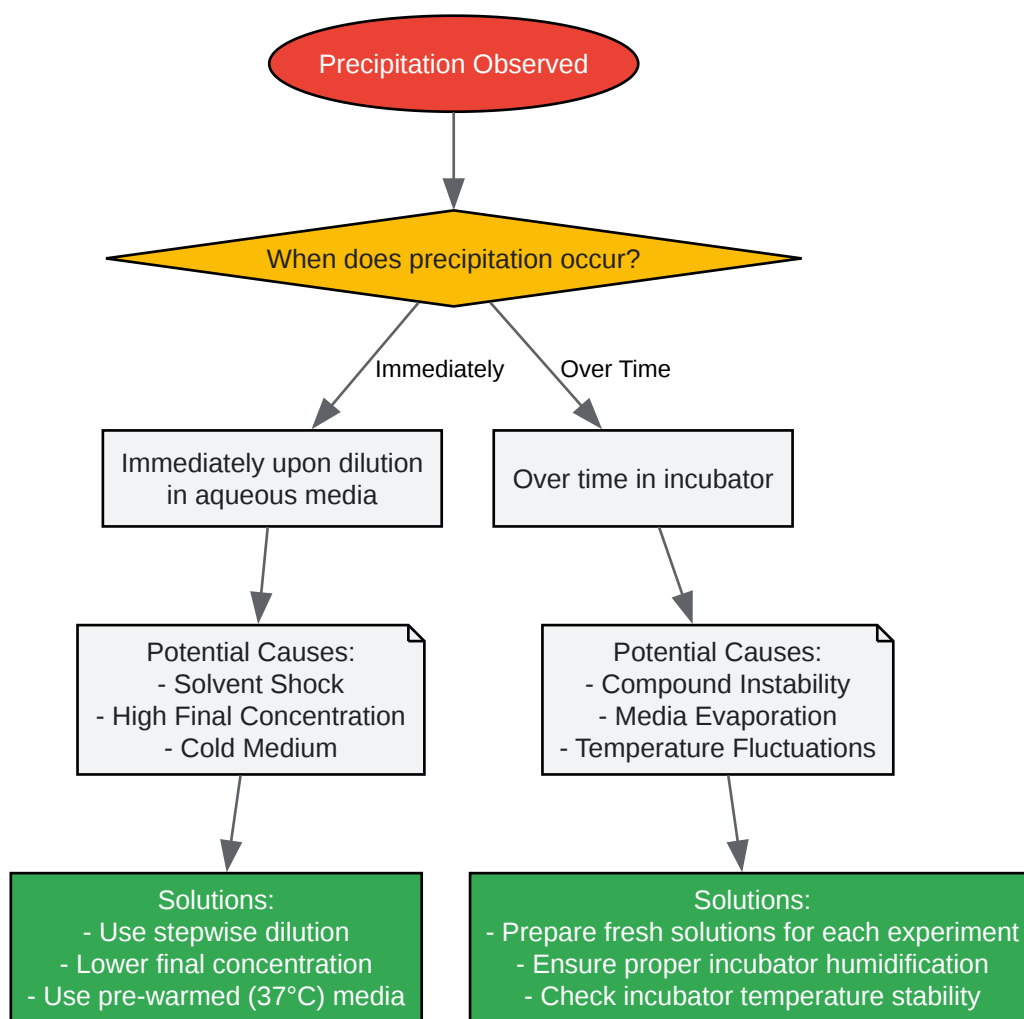 Precipitation Observed
When does precipitation occur?
Immediately
Over Time
Immediately upon dilution
in aqueous media
Over time in incubator
Potential Causes:
- Solvent Shock
- High Final Concentration
- Cold Medium
Potential Causes:
- Compound Instability
- Media Evaporation
- Temperature Fluctuations
Solutions:
- Use stepwise dilution
- Lower final concentration
- Use pre-warmed (37°C) media
Solutions:
- Prepare fresh solutions for each experiment
- Ensure proper incubator humidification
- Check incubator temperature stability